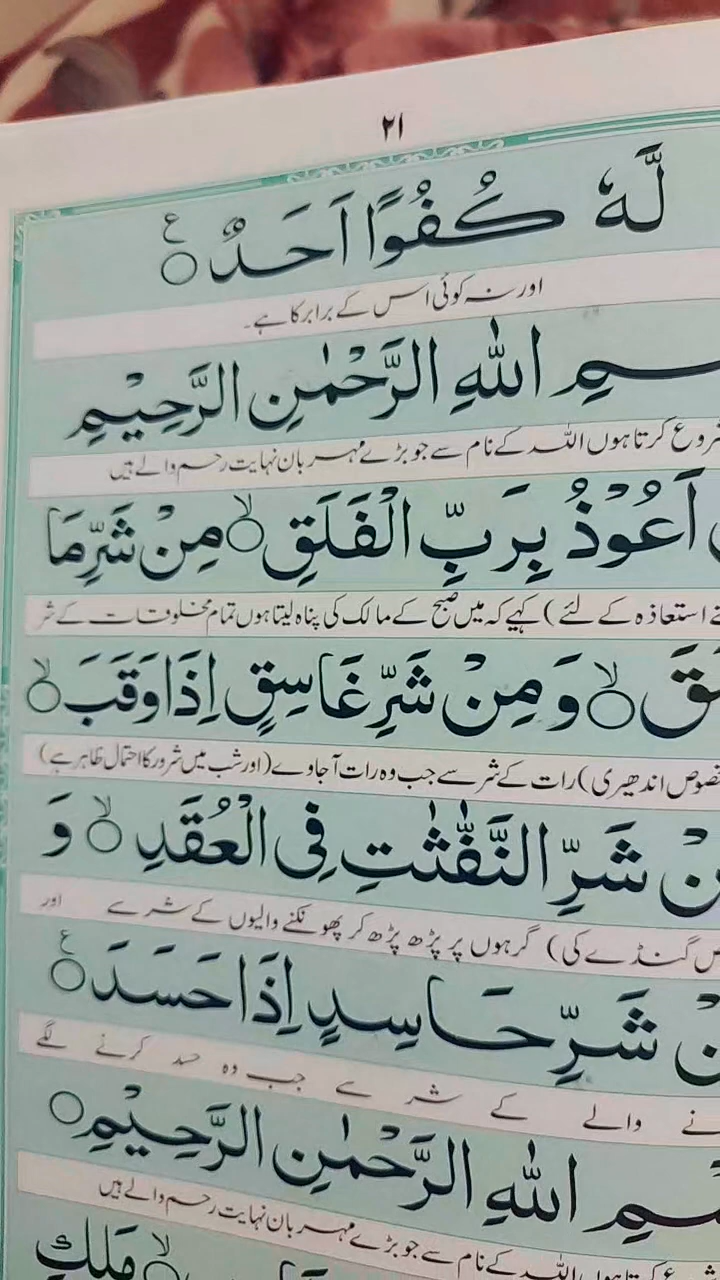 ۲۱
لَّهٗ كُفُوًا اَحَدٌ ۝ ع
اور نہ کوئی اس کے برابر کا ہے۔
اللّٰهِ الرَّحْمٰنِ الرَّحِيْمِ
کرتا ہوں اللہ کے نام سے جو بڑے مہربان نہایت رحم والے ہیں
اَعُوْذُ بِرَبِّ الْفَلَقِ ۝ۙ مِنْ شَرِّ مَا
استعاذہ کے لئے) کہیے کہ میں صبح کے مالک کی پناہ لیتا ہوں تمام مخلوقات کے شر
۝ۙ وَ مِنْ شَرِّ غَاسِقٍ اِذَا وَقَبَ ۝ۙ
اندھیری) رات کے شر سے جب وہ رات آجاوے (اور شب میں شرور کا احتمال ظاہر ہے)
شَرِّ النَّفّٰثٰتِ فِی الْعُقَدِ ۝ۙ وَ
گنڈے کی) گرہوں پر پڑھ پڑھ کر پھونکنے والیوں کے شر سے اور
شَرِّ حَاسِدٍ اِذَا حَسَدَ ۝ ع
والے کے شر سے جب وہ حسد کرنے لگے
اللّٰهِ الرَّحْمٰنِ الرَّحِيْمِ ۝
کرتا ہوں اللہ کے نام سے جو بڑے مہربان نہایت رحم والے ہیں
۝ۙ مَلِكِ